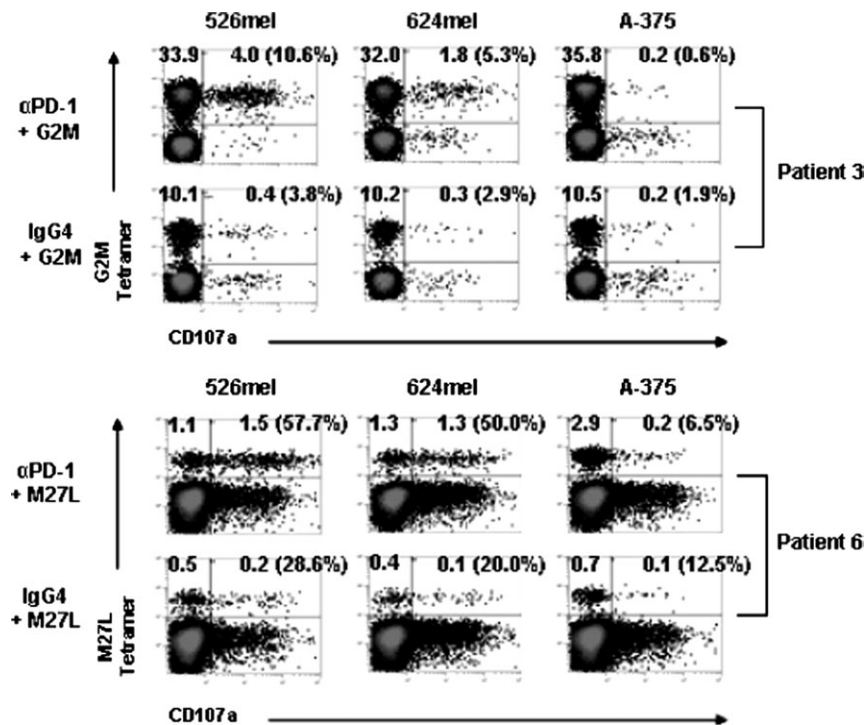 526mel 624mel A-375
33.9 4.0 (10.6%) 32.0 1.8 (5.3%) 35.8 0.2 (0.6%)
αPD-1
+ G2M
Patient 3
10.1 0.4 (3.8%) 10.2 0.3 (2.9%) 10.5 0.2 (1.9%)
IgG4
+ G2M
G2M
Tetramer
CD107a
526mel 624mel A-375
1.1 1.5 (57.7%) 1.3 1.3 (50.0%) 2.9 0.2 (6.5%)
αPD-1
+ M27L
Patient 6
0.5 0.2 (28.6%) 0.4 0.1 (20.0%) 0.7 0.1 (12.5%)
IgG4
+ M27L
M27L
Tetramer
CD107a